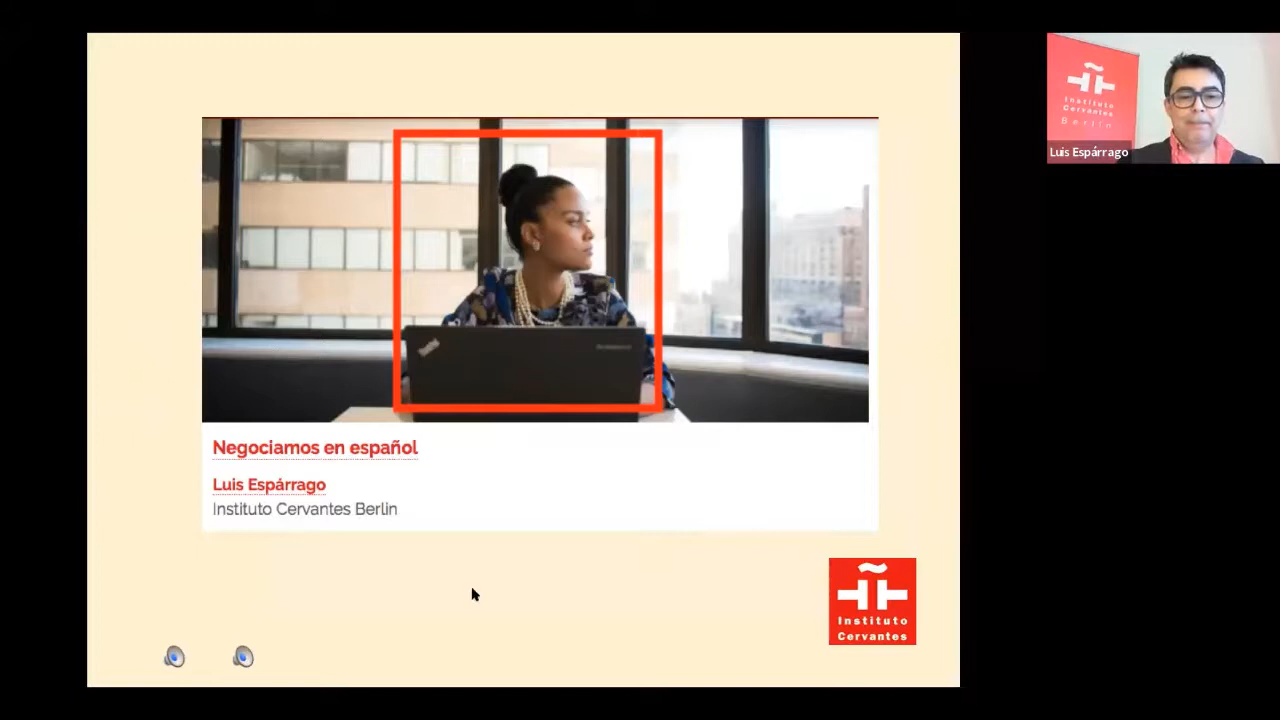 Negociamos en español
Luis Espárrago
Instituto Cervantes Berlin
Instituto
Cervantes
Instituto
Cervantes
Berlin
Luis Espárrago